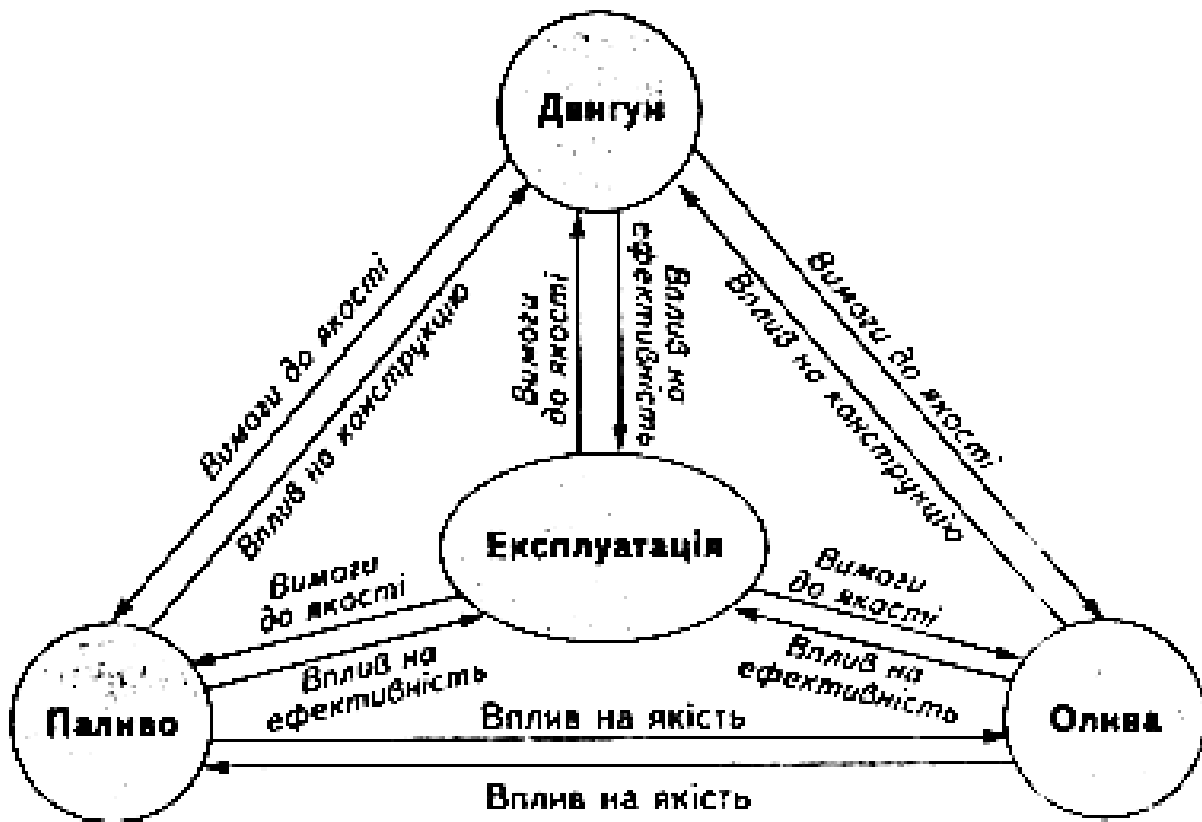 Двигун
Вимоги до якості
Вплив на конструкцію
Вимоги
до якості
Вплив на
ефективність
Вплив на конструкцію
Вимоги до якості
Експлуатація
Вимоги
до якості
Вплив на
ефективність
Вимоги
до якості
Вплив на
ефективність
Паливо
Олива
Вплив на якість
Вплив на якість